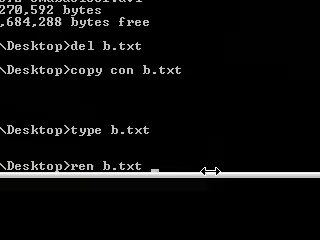 270,592 bytes
,684,288 bytes free
\Desktop>del b.txt
\Desktop>copy con b.txt
\Desktop>type b.txt
\Desktop>ren b.txt